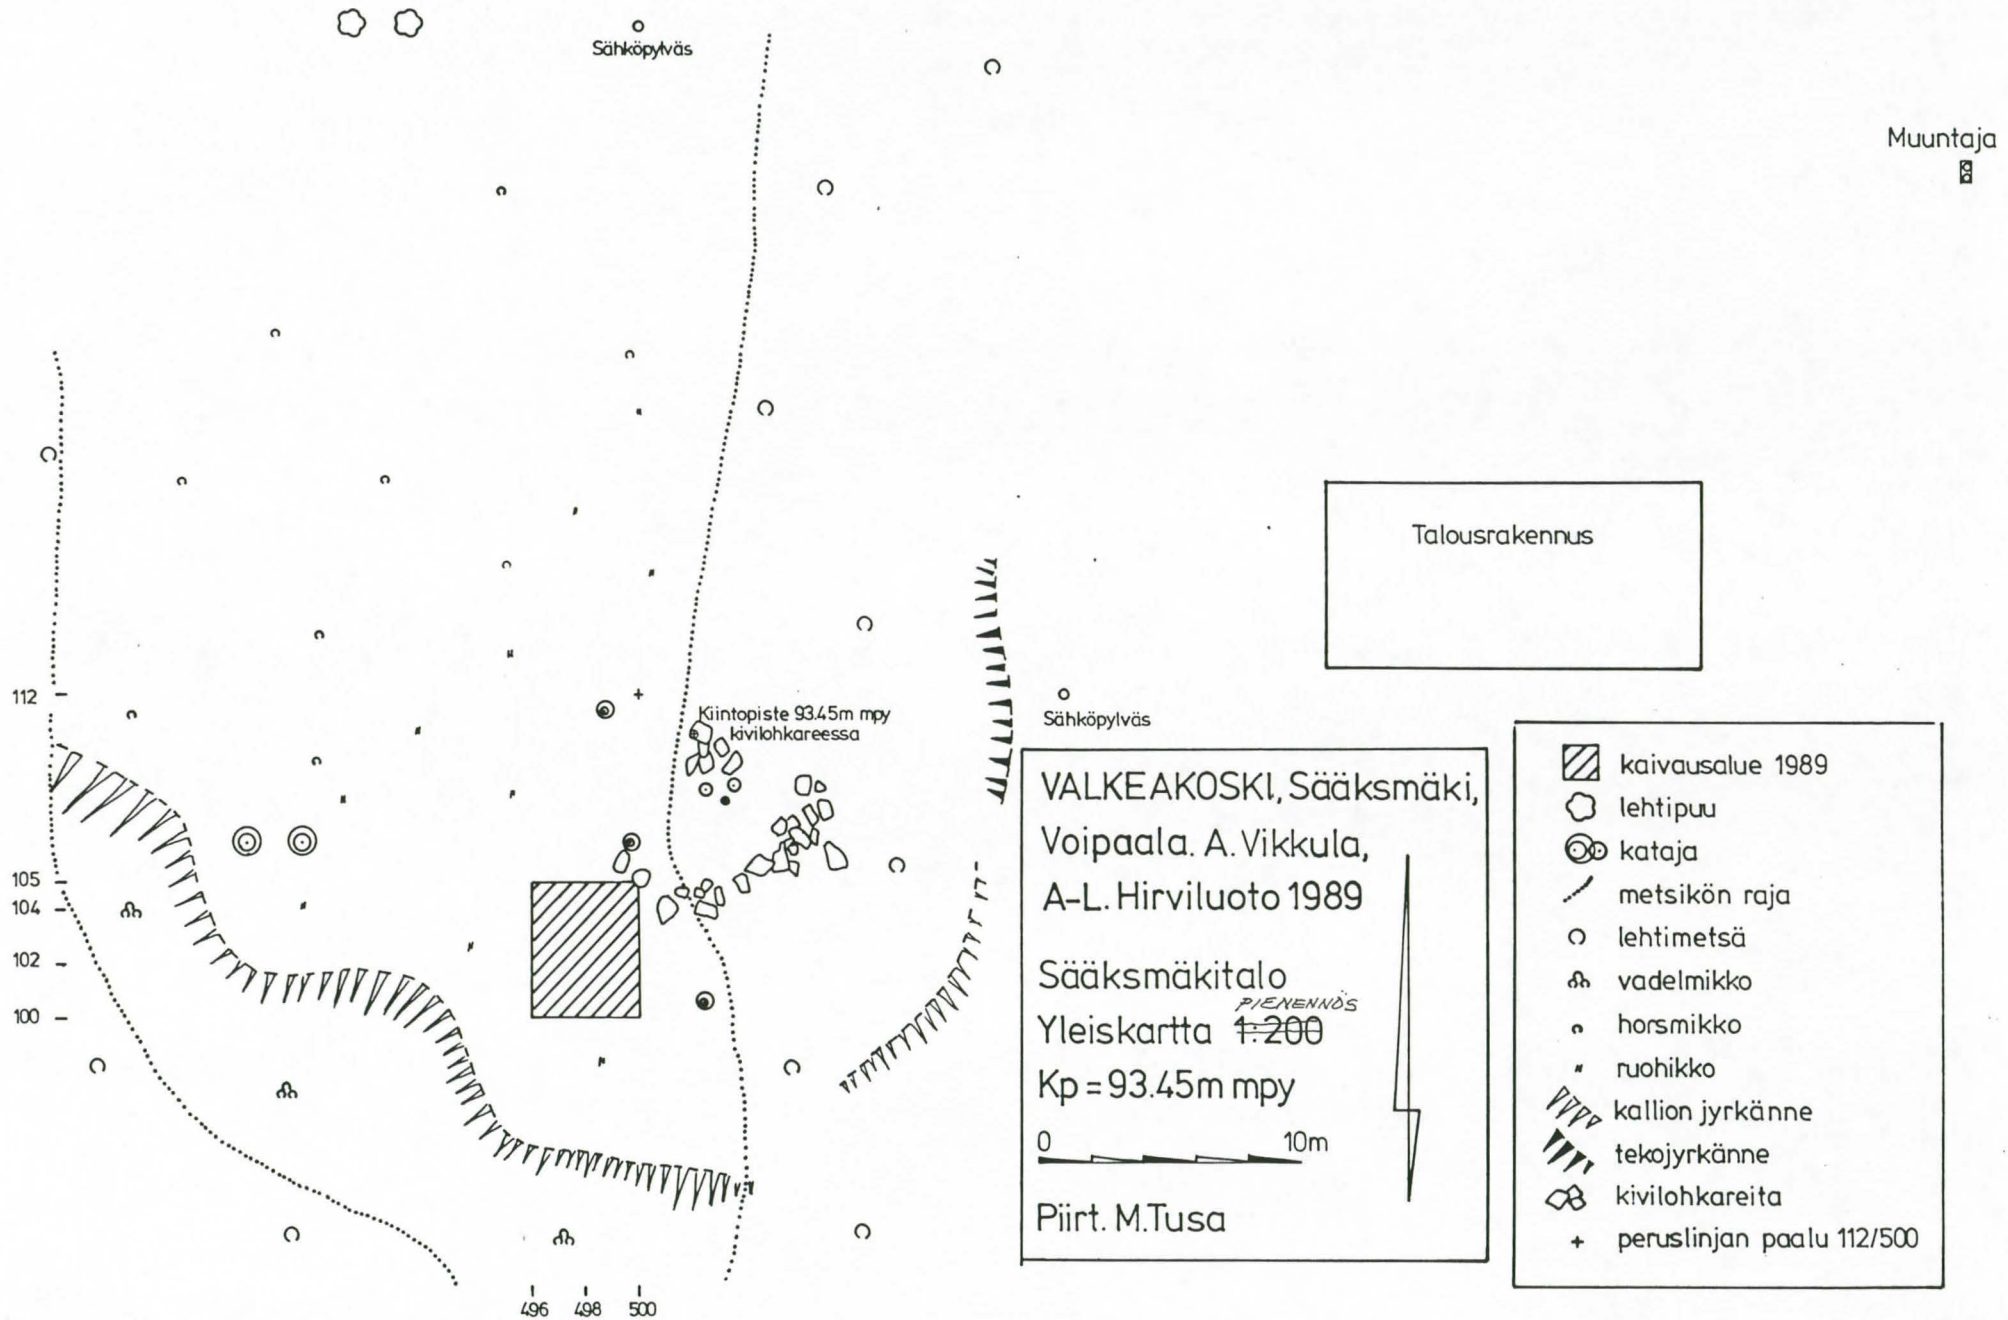 Sähköpylväs
Muuntaja
Talousrakennus
112
Kiintopiste 93.45m mpy
kivilohkareessa
Sähköpylväs
105
104
102
100
496 498 500
VALKEAKOSKI, Sääksmäki,
Voipaala. A. Vikkula,
A-L. Hirviluoto 1989
Sääksmäkitalo
PIENENNÖS
Yleiskartta 1:200
Kp = 93.45m mpy
0 10m
Piirt. M.Tusa
kaivausalue 1989
lehtipuu
kataja
metsikön raja
lehtimetsä
vadelmikko
horsmikko
ruohikko
kallion jyrkänne
tekojyrkänne
kivilohkareita
peruslinjan paalu 112/500